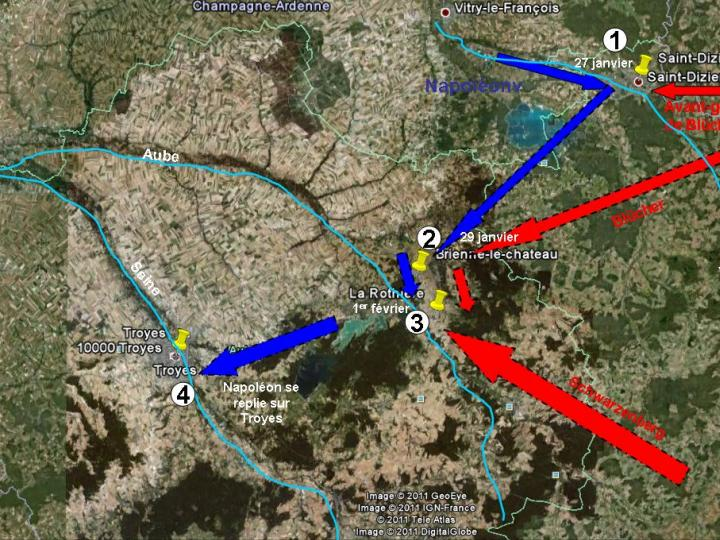 Champagne-Ardenne
Vitry-le-François
1
27 janvier
Saint-Dizi
Saint-Dizie
Napoléonv
Avant-g
de Blüc
Aube
Blücher
2
29 janvier
Brienne-le-chateau
Seine
La Rothière
1er février
3
Troyes
10000 Troyes
Troyes
4
Napoléon se
replie sur
Troyes
Schwarzenberg
Image © 2011 GeoEye
Image © 2011 IGN-France
© 2011 Tele Atlas
Image © 2011 DigitalGlobe